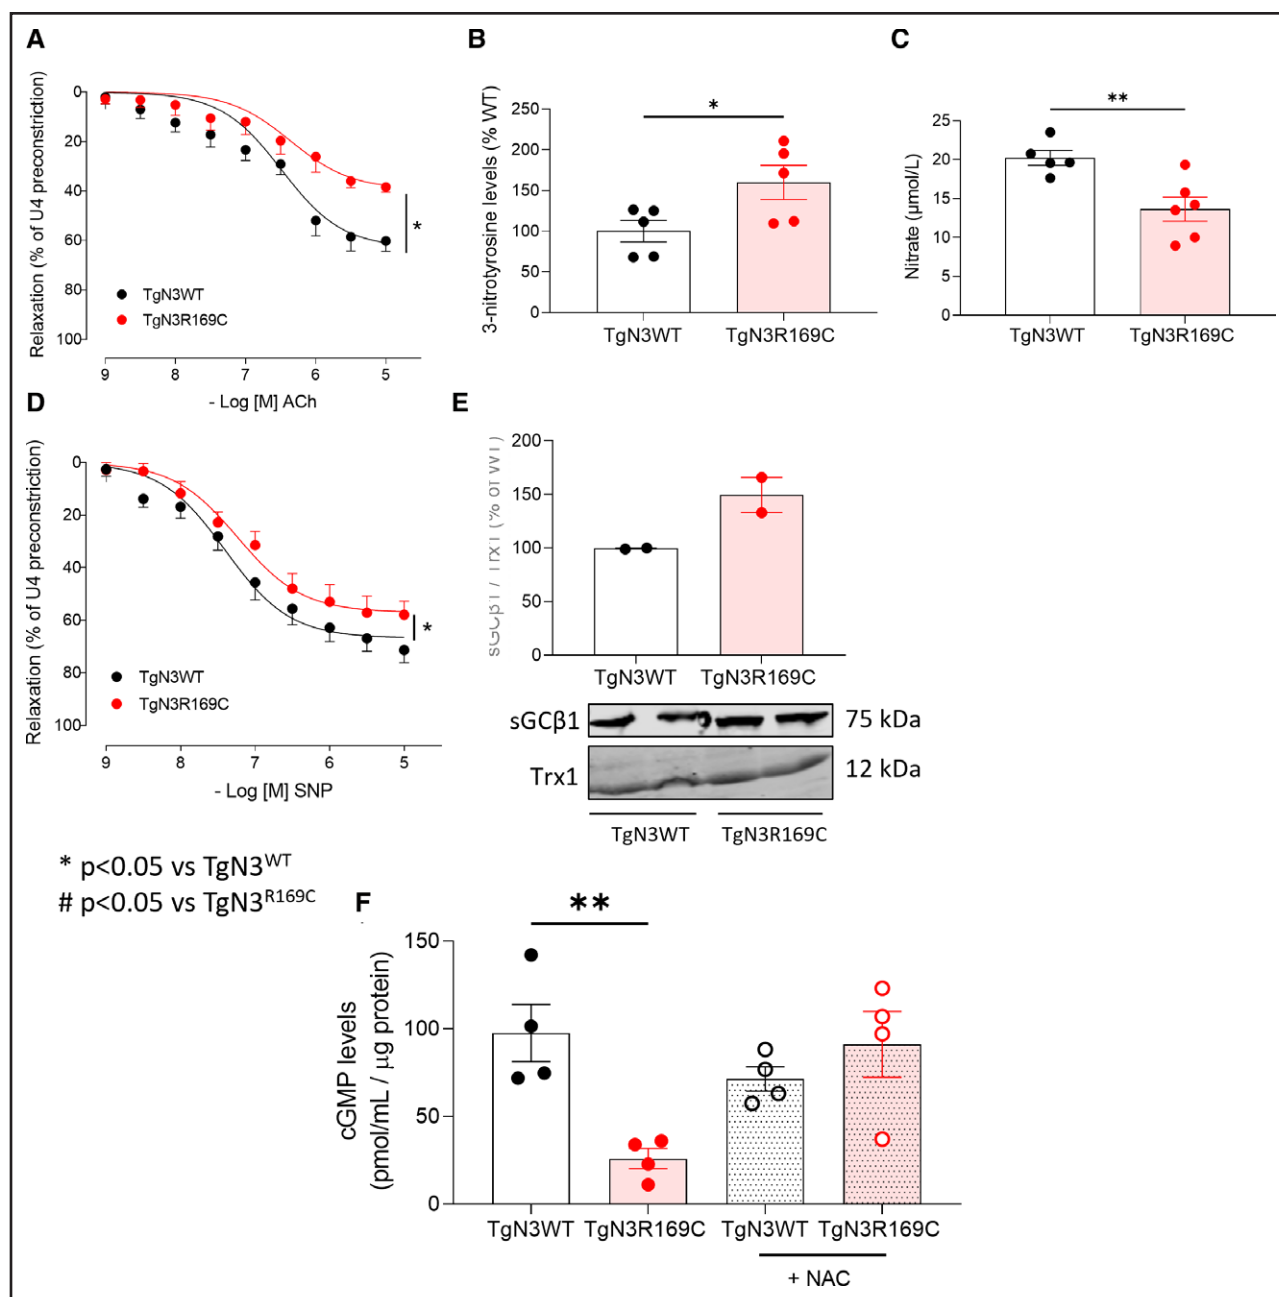 A
Relaxation (% of U4 preconstriction)
0
20
40
60
80
100
*
TgN3WT
TgN3R169C
9 8 7 6 5
- Log [M] ACh
B
3-nitrotyrosine levels (% WT)
250
200
150
100
50
0
*
TgN3WT TgN3R169C
C
Nitrate (µmol/L)
25
20
15
10
5
0
**
TgN3WT TgN3R169C
D
Relaxation (% of U4 preconstriction)
0
20
40
60
80
100
*
TgN3WT
TgN3R169C
9 8 7 6 5
- Log [M] SNP
E
sGCβ1 / Trx1 (% of WT)
200
150
100
50
0
TgN3WT TgN3R169C
sGCβ1 75 kDa
Trx1 12 kDa
TgN3WT TgN3R169C
* p<0.05 vs TgN3WT
# p<0.05 vs TgN3R169C
F
cGMP levels
(pmol/mL / µg protein)
150
100
50
0
**
TgN3WT TgN3R169C TgN3WT TgN3R169C
+ NAC